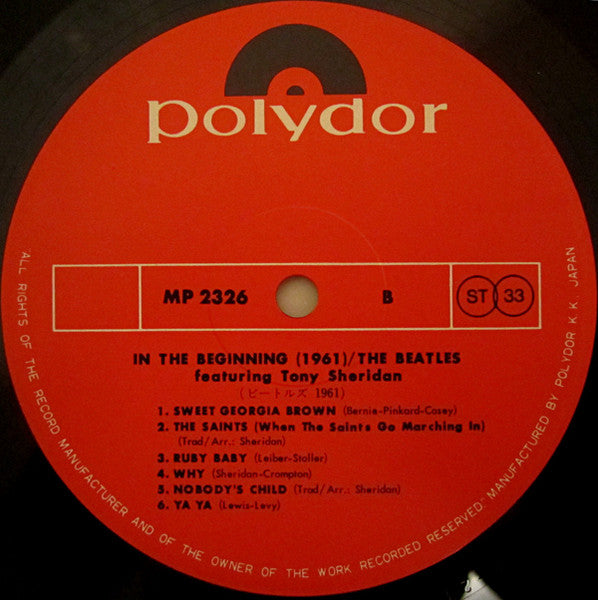 polydor
MP 2326 B ST 33
IN THE BEGINNING (1961)/THE BEATLES
featuring Tony Sheridan
(ビートルズ 1961)
1. SWEET GEORGIA BROWN (Bernie-Pinkard-Casey)
2. THE SAINTS (When The Saints Go Marching In)
(Trad/Arr.: Sheridan)
3. RUBY BABY (Leiber-Stoller)
4. WHY (Sheridan-Crompton)
5. NOBODY'S CHILD (Trad/Arr.: Sheridan)
6. YA YA (Lewis-Levy)
ALL RIGHTS OF THE RECORD MANUFACTURER AND OF THE OWNER OF THE WORK RECORDED RESERVED · MANUFACTURED BY POLYDOR K.K. JAPAN